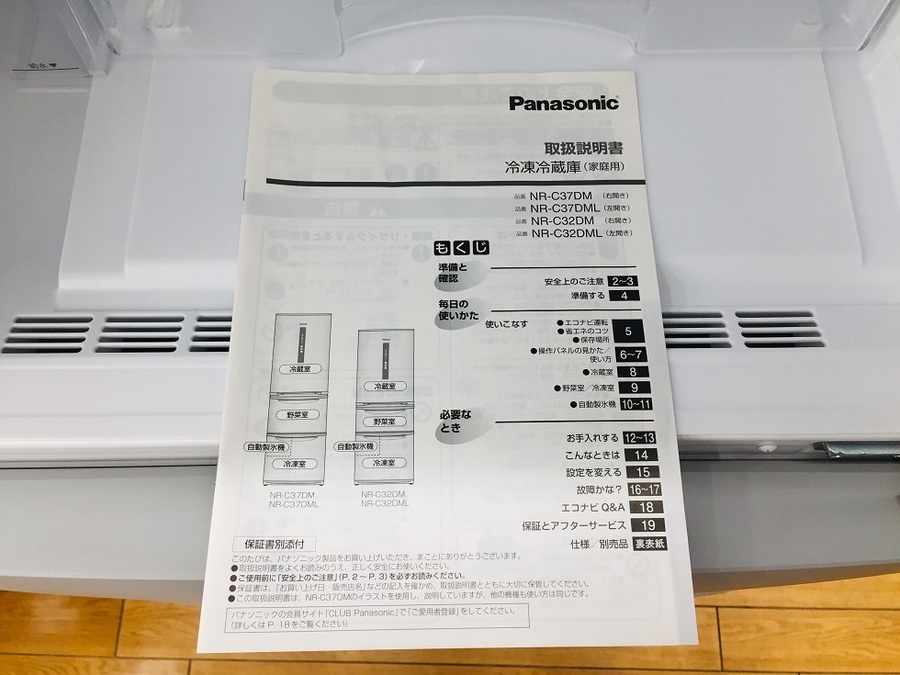 給水▼
Panasonic
取扱説明書
冷凍冷蔵庫(家庭用)
品番 NR-C37DM (右開き)
品番 NR-C37DML (左開き)
品番 NR-C32DM (右開き)
品番 NR-C32DML (左開き)
もくじ
準備と
確認
安全上のご注意 2~3
準備する 4
毎日の
使いかた
使いこなす
●エコナビ運転
●省エネのコツ
●保存場所
5
●操作パネルの見かた/
使い方
6~7
●冷蔵室 8
●野菜室/冷凍室 9
●自動製氷機 10~11
必要な
とき
お手入れする 12~13
こんなときは 14
設定を変える 15
故障かな? 16~17
エコナビ Q&A 18
保証とアフターサービス 19
仕様/別売品 裏表紙
冷蔵室
野菜室
自動製氷機
冷凍室
NR-C37DM
NR-C37DML
冷蔵室
野菜室
自動製氷機
冷凍室
NR-C32DM
NR-C32DML
保証書別添付
このたびは、パナソニック製品をお買い上げいただき、まことにありがとうございます。
●取扱説明書をよくお読みのうえ、正しく安全にお使いください。
●ご使用前に「安全上のご注意」(P. 2~P. 3)を必ずお読みください。
●保証書は、「お買い上げ日・販売店名」などの記入を確かめ、取扱説明書とともに大切に保管してください。
●この取扱説明書は、NR-C37DMのイラストを使用し、説明していますが、他の機種も使い方は同じです。
パナソニックの会員サイト「CLUB Panasonic」で「ご愛用者登録」をしてください。
(詳しくは P. 18をご覧ください)